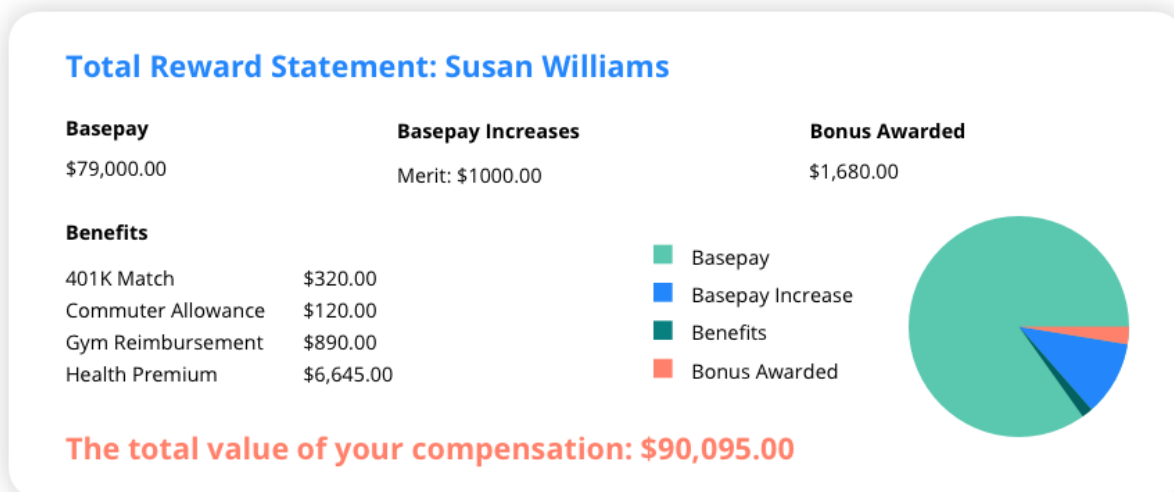 Total Reward Statement: Susan Williams
Basepay
$79,000.00
Basepay Increases
Merit: $1000.00
Bonus Awarded
$1,680.00
Benefits
401K Match $320.00
Commuter Allowance $120.00
Gym Reimbursement $890.00
Health Premium $6,645.00
Basepay
Basepay Increase
Benefits
Bonus Awarded
The total value of your compensation: $90,095.00